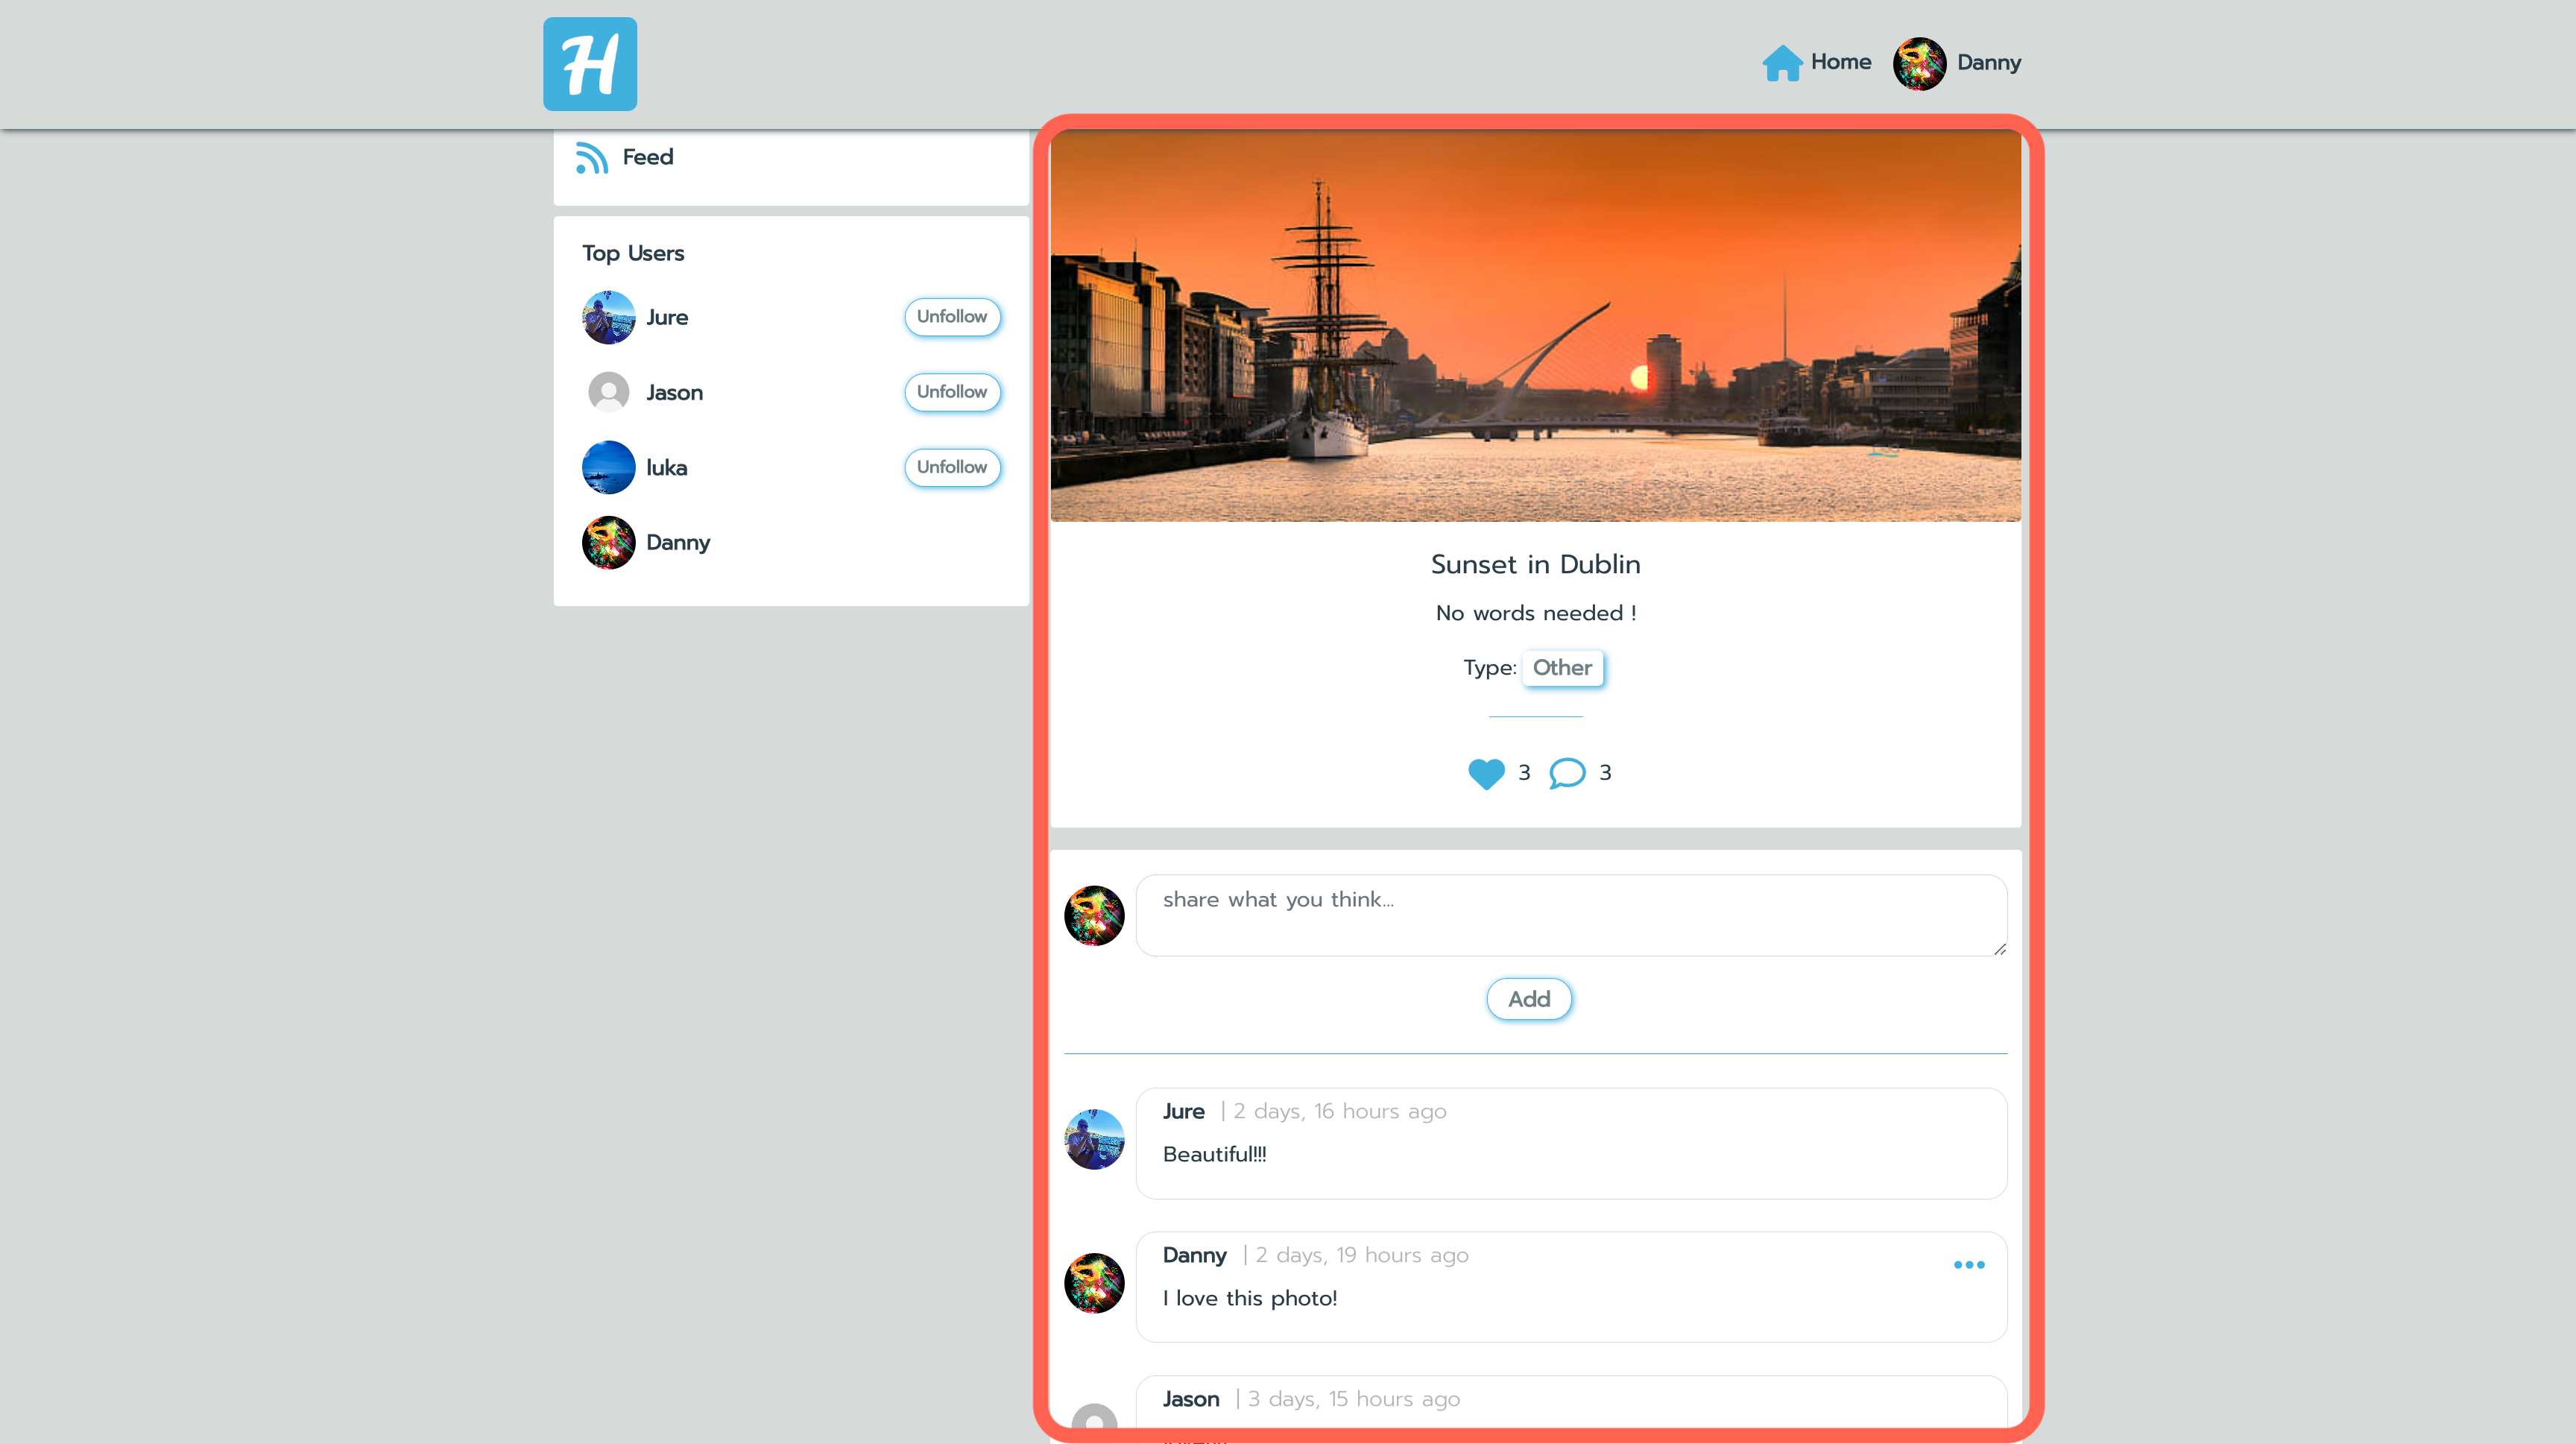 H
Home
Danny
Feed
Top Users
Jure
Unfollow
Jason
Unfollow
luka
Unfollow
Danny
Sunset in Dublin
No words needed !
Type: Other
3 3
share what you think...
Add
Jure | 2 days, 16 hours ago
Beautiful!!!
Danny | 2 days, 19 hours ago
I love this photo!
Jason | 3 days, 15 hours ago